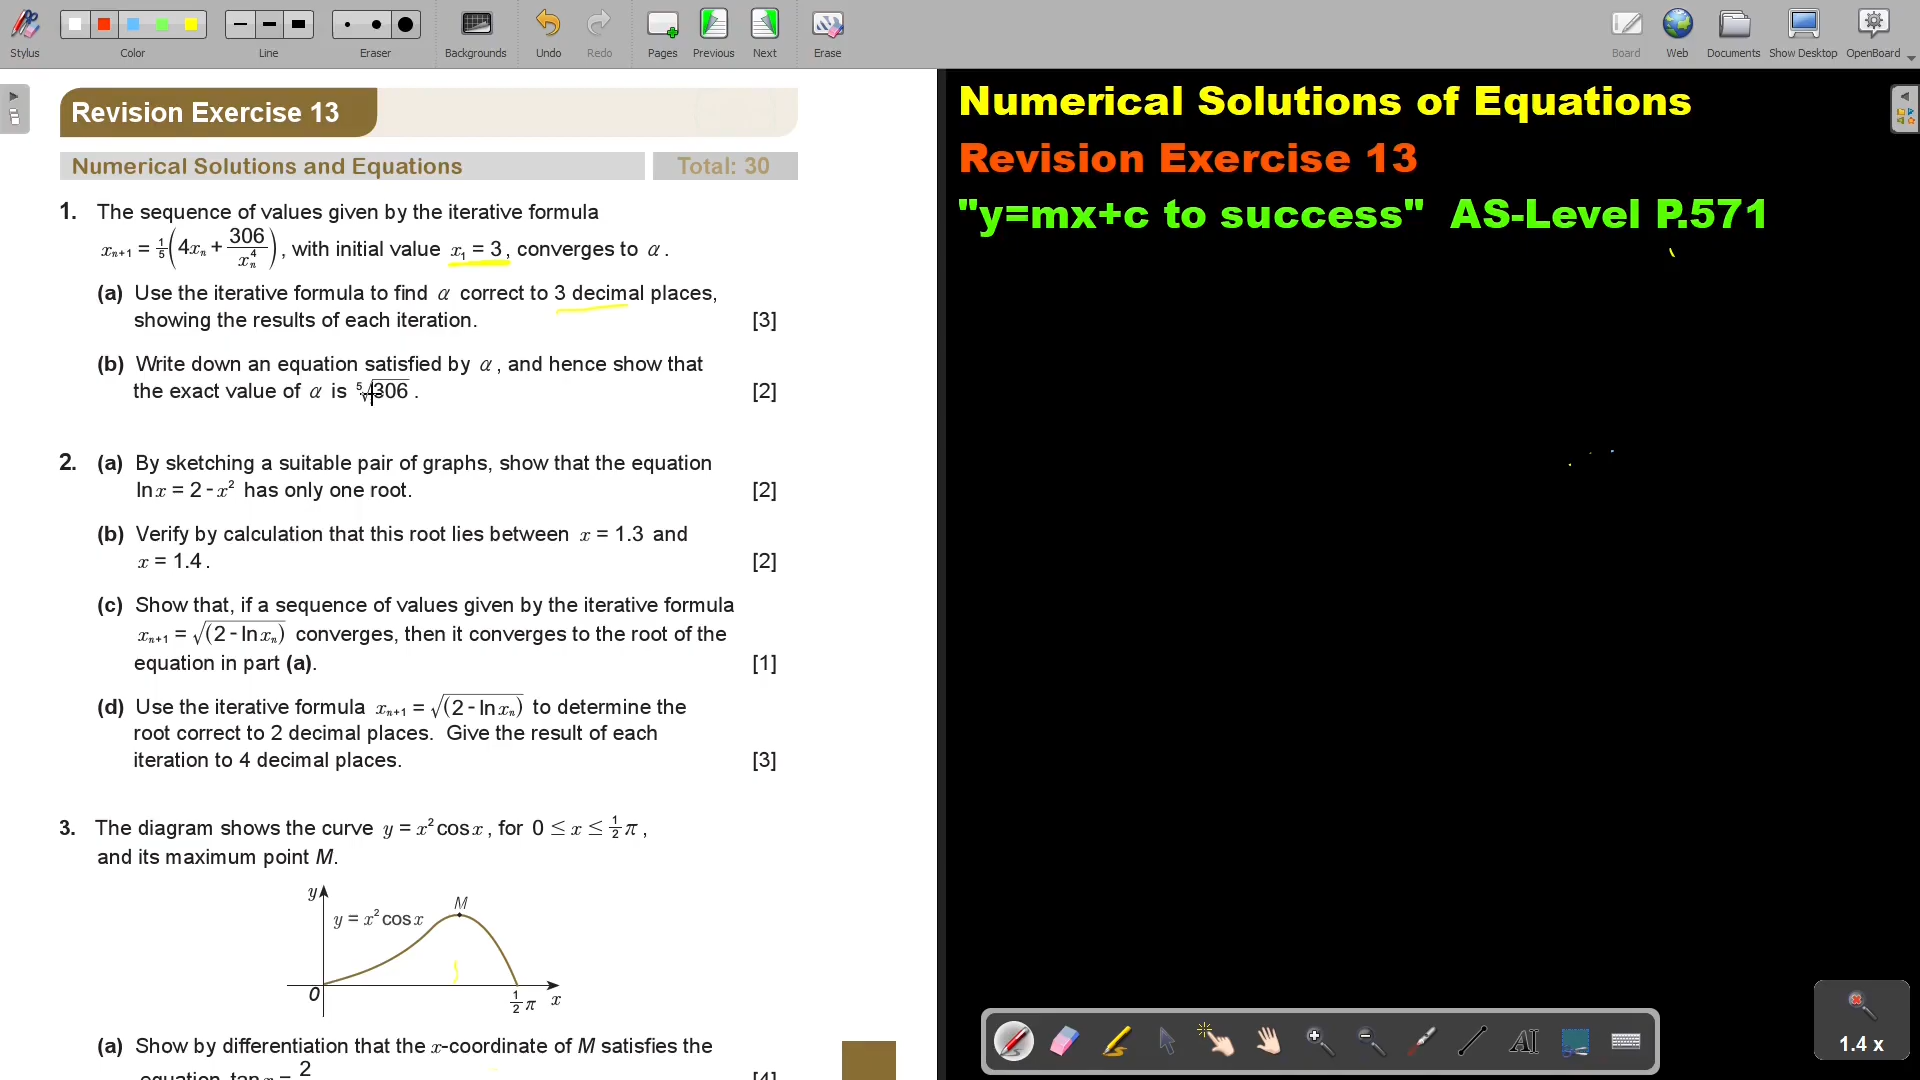 Stylus
Color
Line
Eraser
Backgrounds
Undo
Redo
Pages
Previous
Next
Erase
Board
Web
Documents
Show Desktop
OpenBoard
Revision Exercise 13
Numerical Solutions and Equations Total: 30
1. The sequence of values given by the iterative formula
xₙ₊₁ = 1/5(4xₙ + 306/xₙ⁴), with initial value x₁ = 3, converges to α.
(a) Use the iterative formula to find α correct to 3 decimal places,
showing the results of each iteration. [3]
(b) Write down an equation satisfied by α, and hence show that
the exact value of α is ⁵√306. [2]
2. (a) By sketching a suitable pair of graphs, show that the equation
ln x = 2 - x² has only one root. [2]
(b) Verify by calculation that this root lies between x = 1.3 and
x = 1.4. [2]
(c) Show that, if a sequence of values given by the iterative formula
xₙ₊₁ = √(2 - ln xₙ) converges, then it converges to the root of the
equation in part (a). [1]
(d) Use the iterative formula xₙ₊₁ = √(2 - ln xₙ) to determine the
root correct to 2 decimal places. Give the result of each
iteration to 4 decimal places. [3]
3. The diagram shows the curve y = x² cos x, for 0 ≤ x ≤ ½π,
and its maximum point M.
y
M
y = x² cos x
O
½π
x
(a) Show by differentiation that the x-coordinate of M satisfies the
equation tan x = 2 [4]
Numerical Solutions of Equations
Revision Exercise 13
"y=mx+c to success" AS-Level P.571
AI
1.4 x